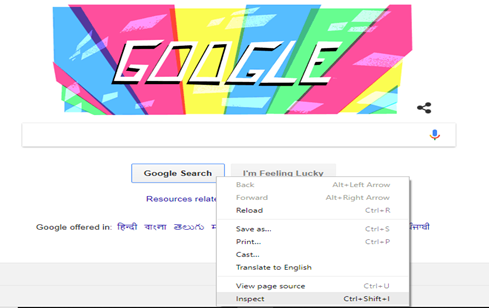 GOOGLE
Google Search
I'm Feeling Lucky
Resources relate
Google offered in: हिन्दी বাংলা తెలుగు
Back Alt+Left Arrow
Forward Alt+Right Arrow
Reload Ctrl+R
Save as... Ctrl+S
Print... Ctrl+P
Cast...
Translate to English
View page source Ctrl+U
Inspect Ctrl+Shift+I